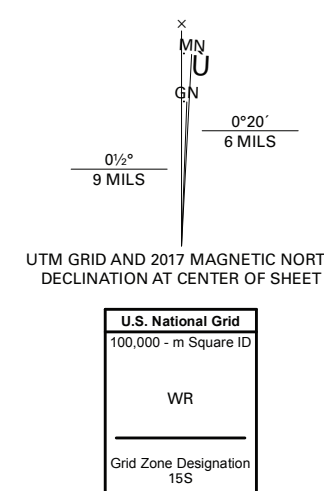 ×
MN
Ù
GN
0°20´
6 MILS
0½°
9 MILS
UTM GRID AND 2017 MAGNETIC NORT
DECLINATION AT CENTER OF SHEET
U.S. National Grid
100,000 - m Square ID
WR
Grid Zone Designation
15S